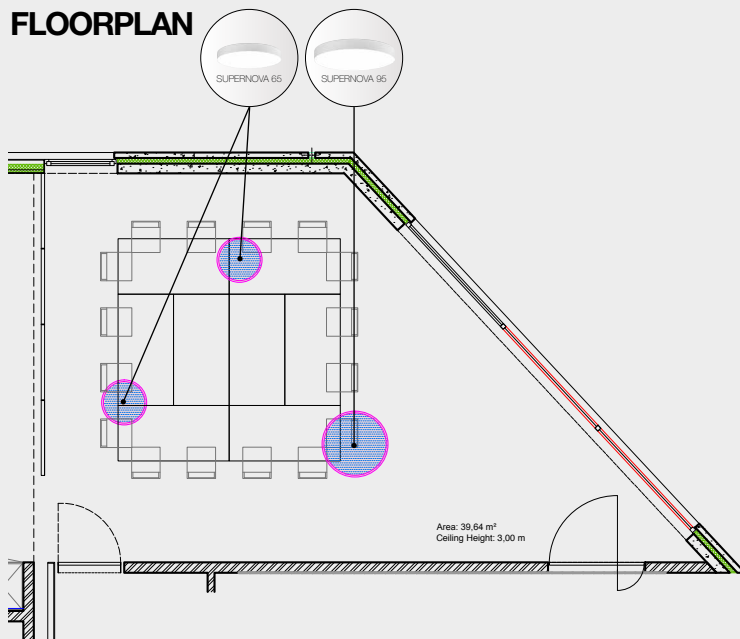 FLOORPLAN
SUPERNOVA 65
SUPERNOVA 95
Area: 39,64 m²
Ceiling Height: 3,00 m